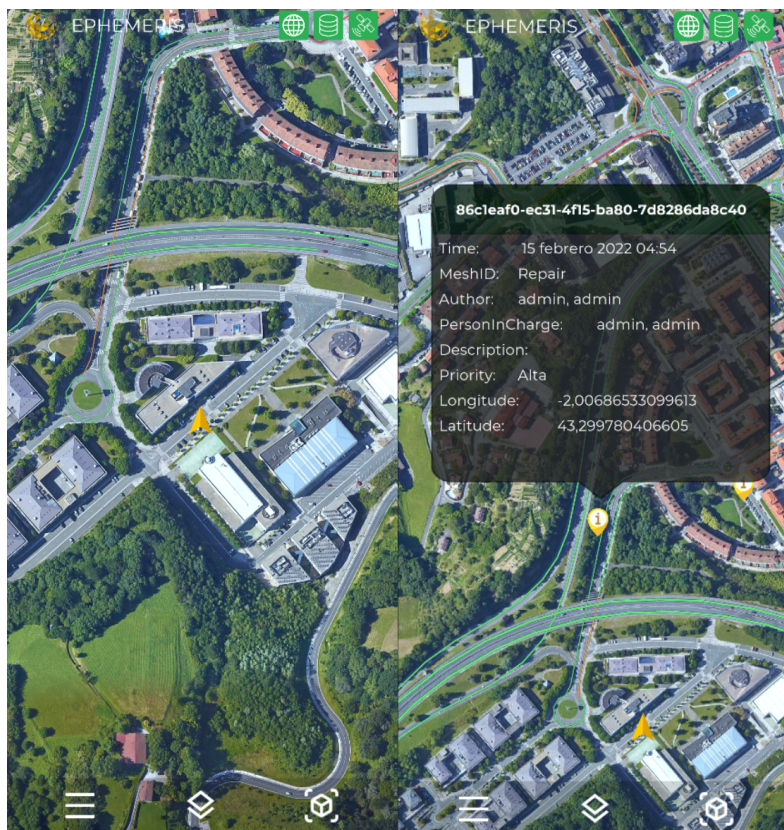 EPHEMERIS
EPHEMERIS
86c1eaf0-ec31-4f15-ba80-7d8286da8c40
Time: 15 febrero 2022 04:54
MeshID: Repair
Author: admin, admin
PersonInCharge: admin, admin
Description:
Priority: Alta
Longitude: -2,00686533099613
Latitude: 43,299780406605